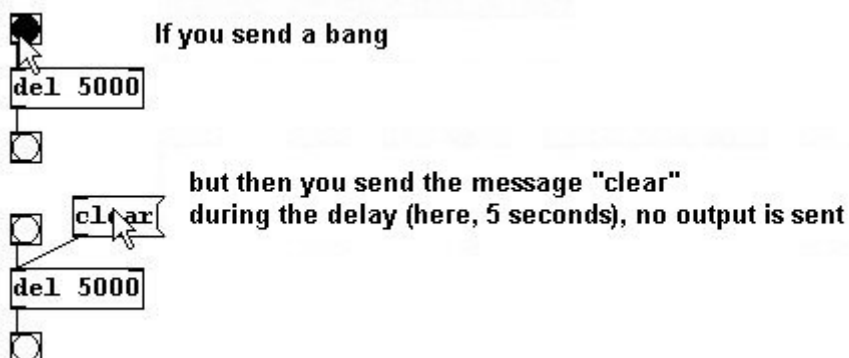 If you send a bang
del 5000
but then you send the message "clear"
clear
during the delay (here, 5 seconds), no output is sent
del 5000